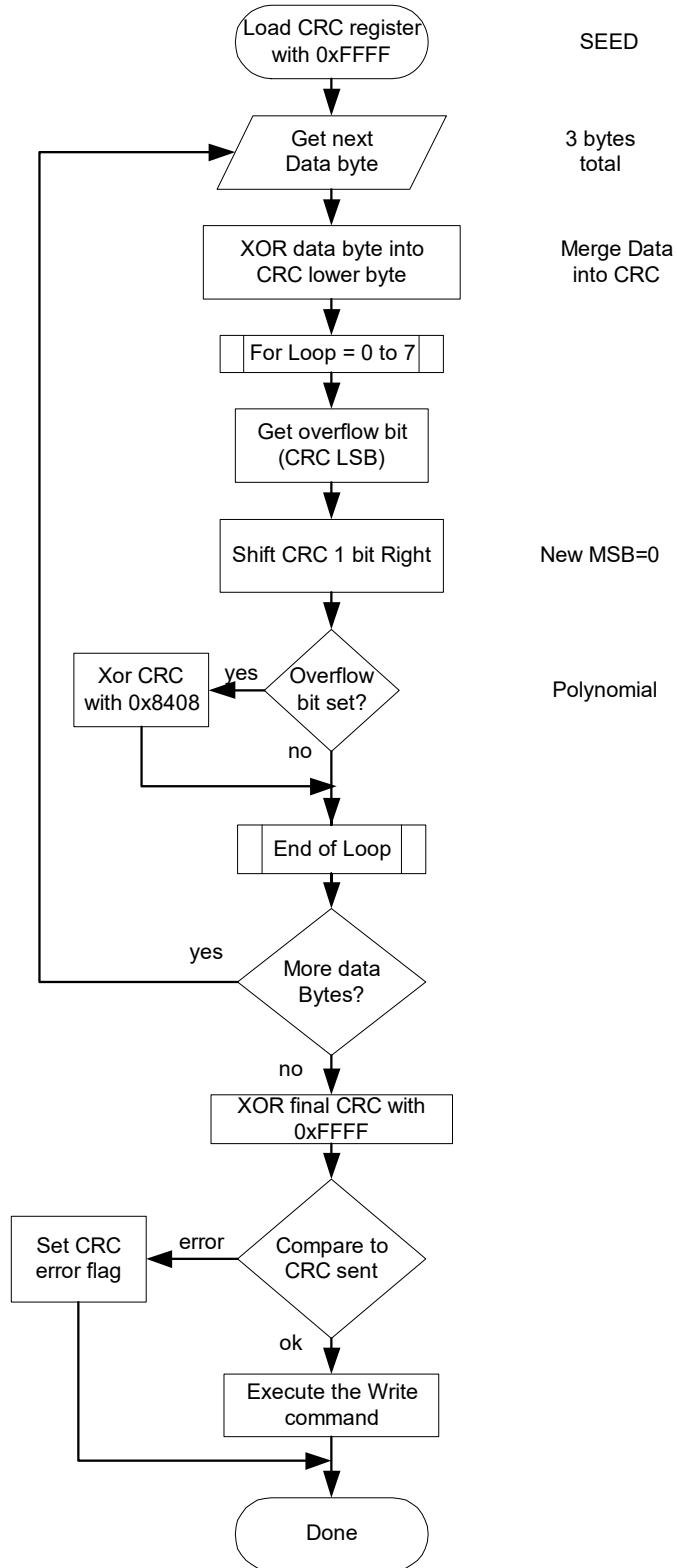 Load CRC register
with 0xFFFF
SEED
Get next
Data byte
3 bytes
total
XOR data byte into
CRC lower byte
Merge Data
into CRC
For Loop = 0 to 7
Get overflow bit
(CRC LSB)
Shift CRC 1 bit Right
New MSB=0
Xor CRC
with 0x8408
yes
Overflow
bit set?
Polynomial
no
End of Loop
yes
More data
Bytes?
no
XOR final CRC with
0xFFFF
Set CRC
error flag
error
Compare to
CRC sent
ok
Execute the Write
command
Done